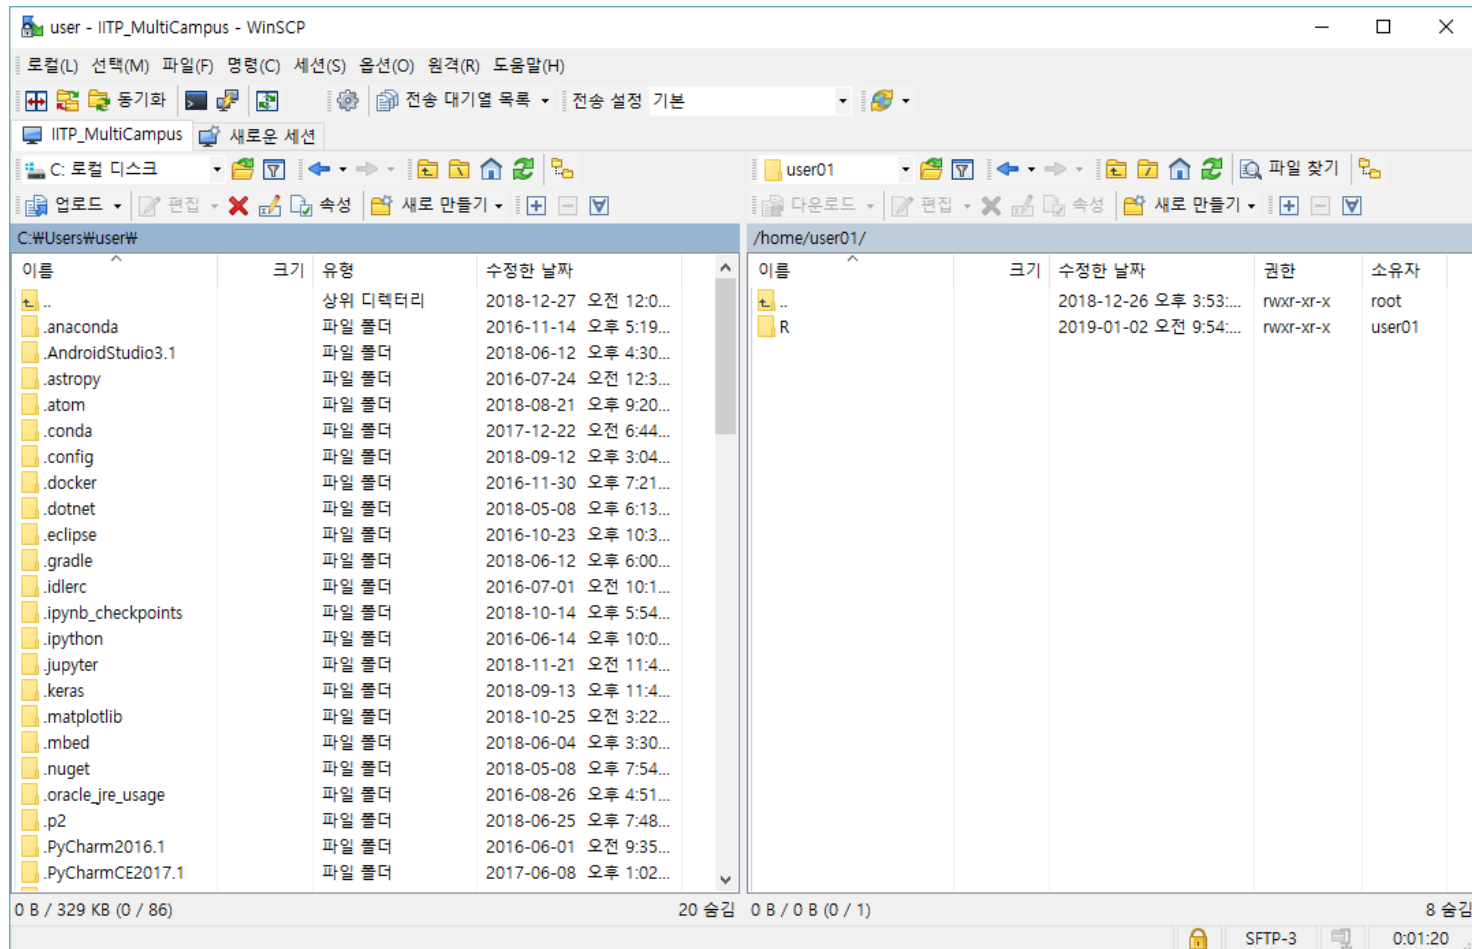 user - IITP_MultiCampus - WinSCP
로컬(L) 선택(M) 파일(F) 명령(C) 세션(S) 옵션(O) 원격(R) 도움말(H)
동기화 전송 대기열 목록 전송 설정 기본
IITP_MultiCampus 새로운 세션
C: 로컬 디스크 user01 파일 찾기
업로드 편집 속성 새로 만들기 다운로드 편집 속성 새로 만들기
C:₩Users₩user₩ /home/user01/
이름 크기 유형 수정한 날짜 이름 크기 수정한 날짜 권한 소유자
.. 상위 디렉터리 2018-12-27 오전 12:0... .. 2018-12-26 오후 3:53:... rwxr-xr-x root
.anaconda 파일 폴더 2016-11-14 오후 5:19... R 2019-01-02 오전 9:54:... rwxr-xr-x user01
.AndroidStudio3.1 파일 폴더 2018-06-12 오후 4:30...
.astropy 파일 폴더 2016-07-24 오전 12:3...
.atom 파일 폴더 2018-08-21 오후 9:20...
.conda 파일 폴더 2017-12-22 오전 6:44...
.config 파일 폴더 2018-09-12 오후 3:04...
.docker 파일 폴더 2016-11-30 오후 7:21...
.dotnet 파일 폴더 2018-05-08 오후 6:13...
.eclipse 파일 폴더 2016-10-23 오후 10:3...
.gradle 파일 폴더 2018-06-12 오후 6:00...
.idlerc 파일 폴더 2016-07-01 오전 10:1...
.ipynb_checkpoints 파일 폴더 2018-10-14 오후 5:54...
.ipython 파일 폴더 2016-06-14 오후 10:0...
.jupyter 파일 폴더 2018-11-21 오전 11:4...
.keras 파일 폴더 2018-09-13 오후 11:4...
.matplotlib 파일 폴더 2018-10-25 오전 3:22...
.mbed 파일 폴더 2018-06-04 오후 3:30...
.nuget 파일 폴더 2018-05-08 오후 7:54...
.oracle_jre_usage 파일 폴더 2016-08-26 오후 4:51...
.p2 파일 폴더 2018-06-25 오후 7:48...
.PyCharm2016.1 파일 폴더 2016-06-01 오전 9:35...
.PyCharmCE2017.1 파일 폴더 2017-06-08 오후 1:02...
0 B / 329 KB (0 / 86) 20 숨김 0 B / 0 B (0 / 1) 8 숨김
SFTP-3 0:01:20